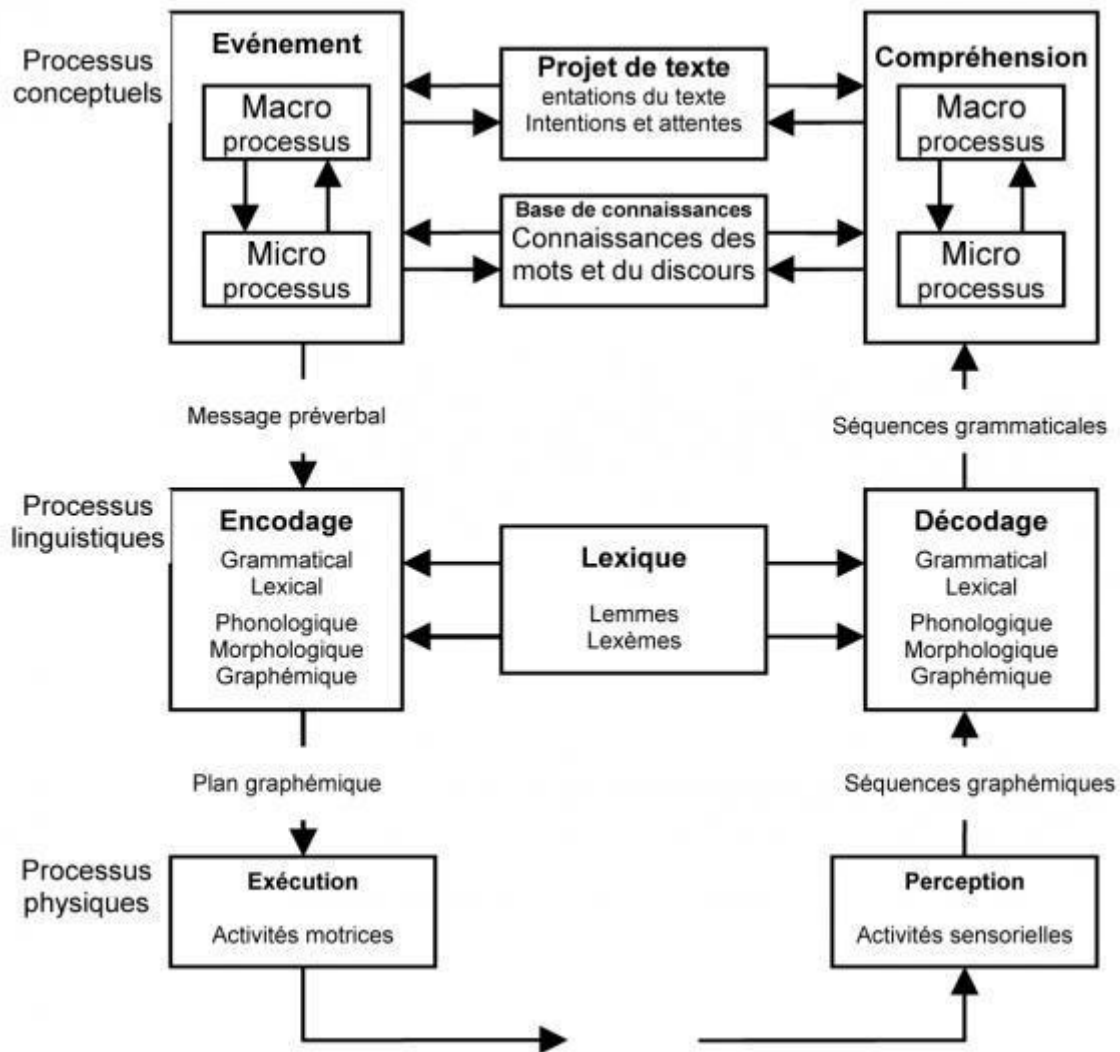 Processus
conceptuels
Evénement
Macro
processus
Micro
processus
Projet de texte
entations du texte
Intentions et attentes
Base de connaissances
Connaissances des
mots et du discours
Compréhension
Macro
processus
Micro
processus
Message préverbal
Séquences grammaticales
Processus
linguistiques
Encodage
Grammatical
Lexical
Phonologique
Morphologique
Graphémique
Lexique
Lemmes
Lexèmes
Décodage
Grammatical
Lexical
Phonologique
Morphologique
Graphémique
Plan graphémique
Séquences graphémiques
Processus
physiques
Exécution
Activités motrices
Perception
Activités sensorielles